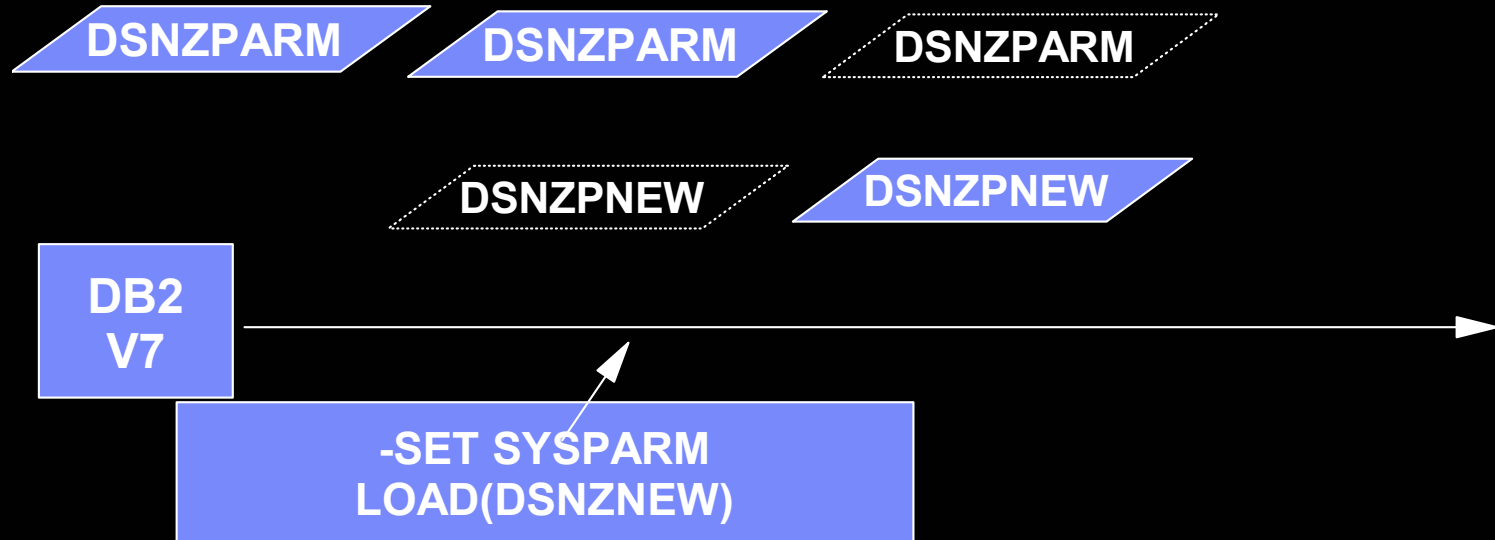 DSNZPARM
DSNZPARM
DSNZPARM
DSNZPNEW
DSNZPNEW
DB2
V7
-SET SYSPARM
LOAD(DSNZNEW)